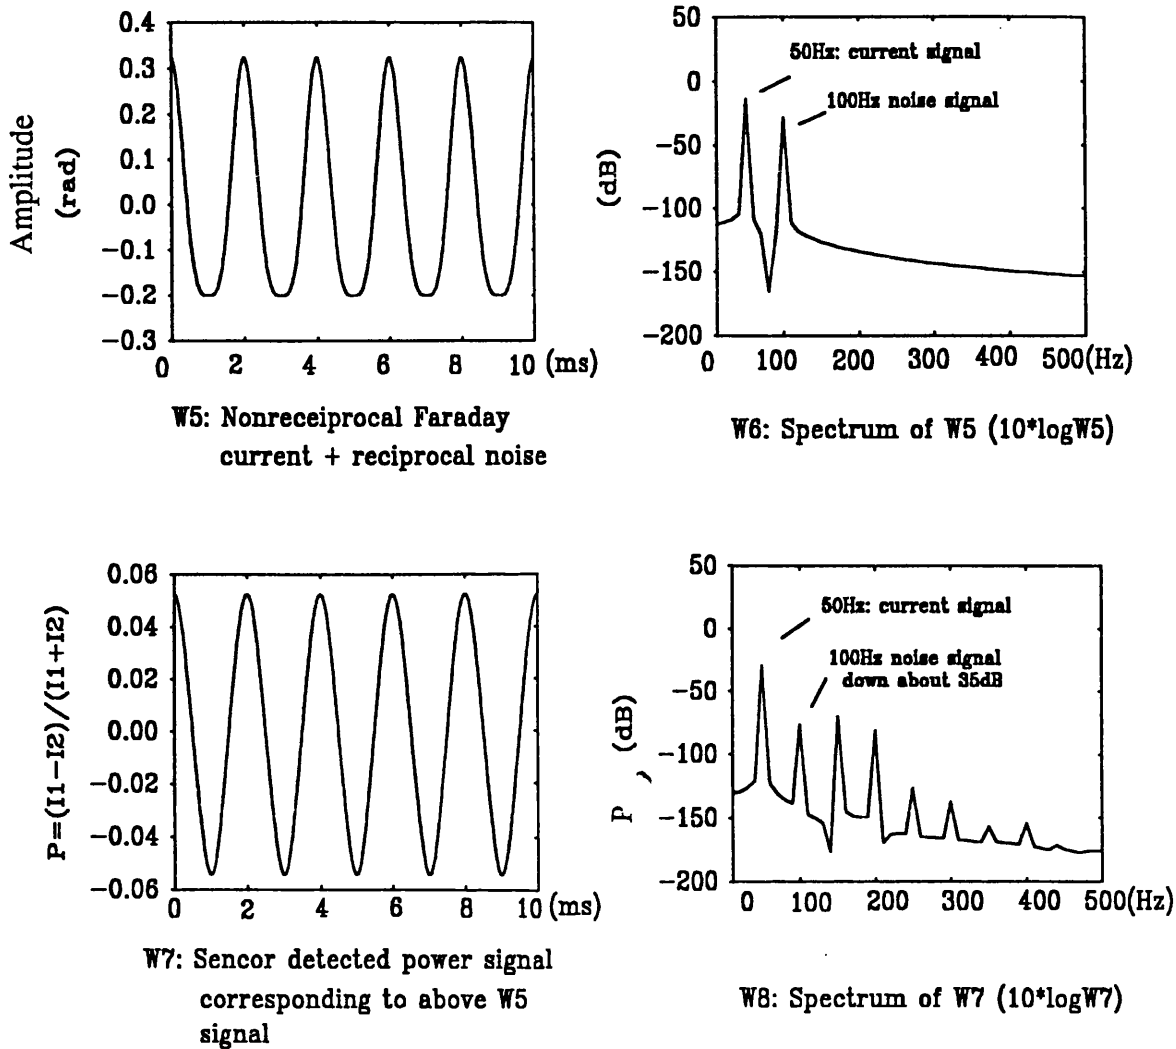 0.4
0.3
0.2
0.1
0.0
−0.1
−0.2
−0.3
Amplitude
(rad)
0 2 4 6 8 10 (ms)
W5: Nonreceiprocal Faraday
current + reciprocal noise
50
0
−50
−100
−150
−200
(dB)
50Hz: current signal
100Hz noise signal
0 100 200 300 400 500(Hz)
W6: Spectrum of W5 (10*logW5)
0.06
0.04
0.02
0.00
−0.02
−0.04
−0.06
P=(I1−I2)/(I1+I2)
0 2 4 6 8 10 (ms)
W7: Sencor detected power signal
corresponding to above W5
signal
50
0
−50
−100
−150
−200
P , (dB)
50Hz: current signal
100Hz noise signal
down about 35dB
0 100 200 300 400 500(Hz)
W8: Spectrum of W7 (10*logW7)